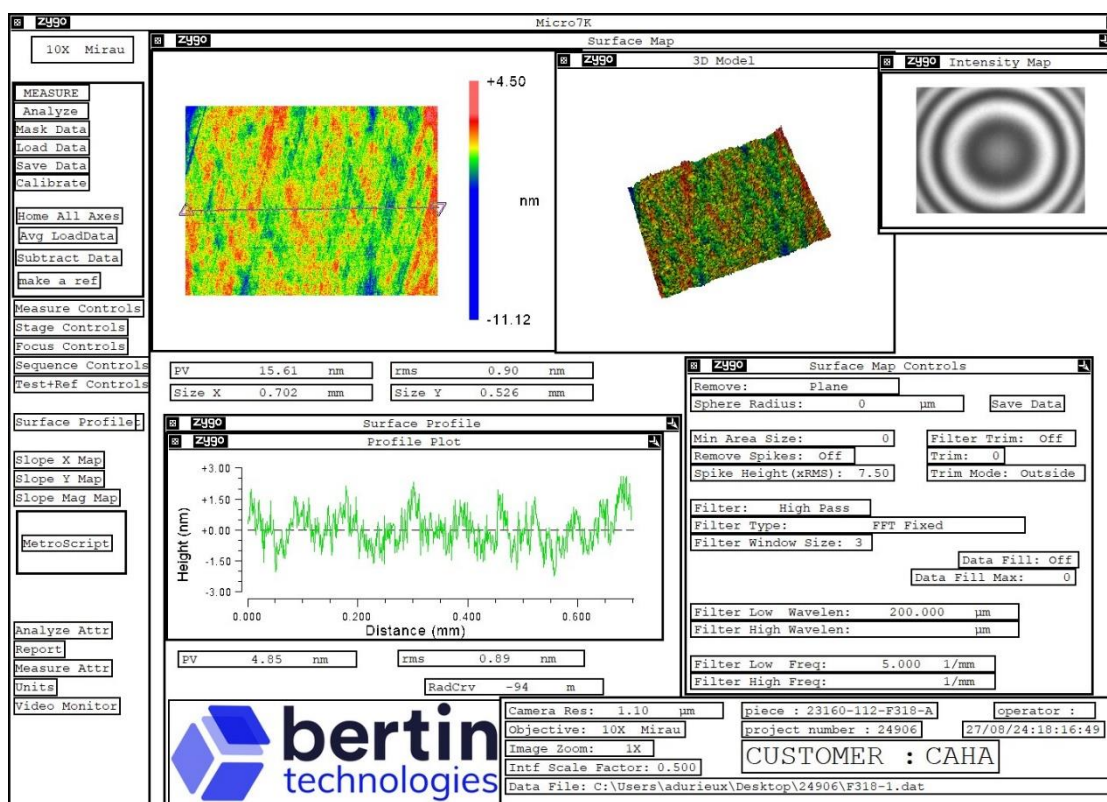 zygo Micro7K
10X Mirau
MEASURE
Analyze
Mask Data
Load Data
Save Data
Calibrate
Home All Axes
Avg LoadData
Subtract Data
make a ref
Measure Controls
Stage Controls
Focus Controls
Sequence Controls
Test+Ref Controls
Surface Profile
Slope X Map
Slope Y Map
Slope Mag Map
MetroScript
Analyze Attr
Report
Measure Attr
Units
Video Monitor
zygo Surface Map
+4.50
nm
-11.12
zygo 3D Model
zygo Intensity Map
PV 15.61 nm
rms 0.90 nm
Size X 0.702 mm
Size Y 0.526 mm
zygo Surface Profile
zygo Profile Plot
+3.00
+1.50
+0.00
-1.50
-3.00
Height (nm)
0.000 0.200 0.400 0.600
Distance (mm)
PV 4.85 nm
rms 0.89 nm
RadCrv -94 m
zygo Surface Map Controls
Remove: Plane
Sphere Radius: 0 µm
Save Data
Min Area Size: 0
Filter Trim: Off
Remove Spikes: Off
Trim: 0
Spike Height(xRMS): 7.50
Trim Mode: Outside
Filter: High Pass
Filter Type: FFT Fixed
Filter Window Size: 3
Data Fill: Off
Data Fill Max: 0
Filter Low Wavelen: 200.000 µm
Filter High Wavelen: µm
Filter Low Freq: 5.000 1/mm
Filter High Freq: 1/mm
bertin
technologies
Camera Res: 1.10 µm
Objective: 10X Mirau
Image Zoom: 1X
Intf Scale Factor: 0.500
piece : 23160-112-F318-A
operator :
project number : 24906
27/08/24:18:16:49
CUSTOMER : CAHA
Data File: C:\Users\adurieux\Desktop\24906\F318-1.dat